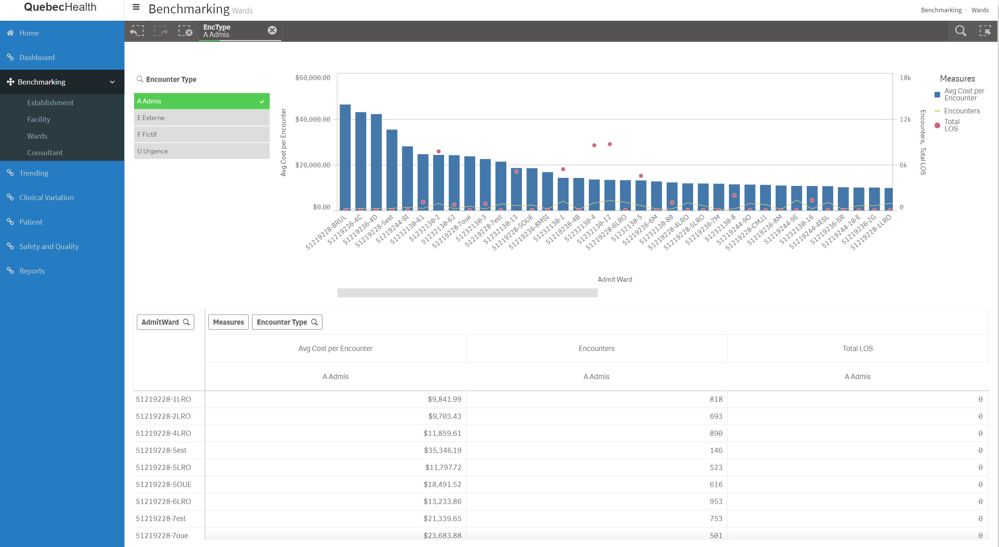 QuebecHealth
Benchmarking Wards
Benchmarking > Wards
Home
Dashboard
Benchmarking
Establishment
Facility
Wards
Consultant
Trending
Clinical Variation
Patient
Safety and Quality
Reports
EncType
A Admis
Encounter Type
A Admis
E Externe
F Fictif
U Urgence
Avg Cost per Encounter
$60,000.00
$40,000.00
$20,000.00
$0.00
18k
12k
6k
0
Encounters, Total LOS
Measures
Avg Cost per
Encounter
Encounters
Total
LOS
51219228-BRUL
51219236-4C
51219236-4D
51219228-5est
51219244-SI
51232130-61
51232130-2
51232130-62
51219228-7oue
51232130-3
51219228-7est
51232130-13
51219228-5OUE
51219236-8MSI
51232130-1
51219236-4B
51232130-4
51232130-12
51219228-6LRO
51232130-5
51219236-6M
51232130-80
51219228-4LRO
51219228-5LRO
51219236-7M
51232130-8
51219244-9O
51219228-CMJ1
51219236-8M
51219244-9E
51232130-16
51219244-4ESL
51219236-SR
51219244-10-E
51219236-2G
51219228-1LRO
Admit Ward
AdmitWard
Measures
Encounter Type
Avg Cost per Encounter Encounters Total LOS
A Admis A Admis A Admis
51219228-1LRO $9,841.99 818 0
51219228-2LRO $9,703.43 693 0
51219228-4LRO $11,859.61 890 0
51219228-5est $35,346.19 146 0
51219228-5LRO $11,797.72 523 0
51219228-5OUE $18,491.52 616 0
51219228-6LRO $13,233.86 953 0
51219228-7est $21,339.65 753 0
51219228-7oue $23,683.88 501 0